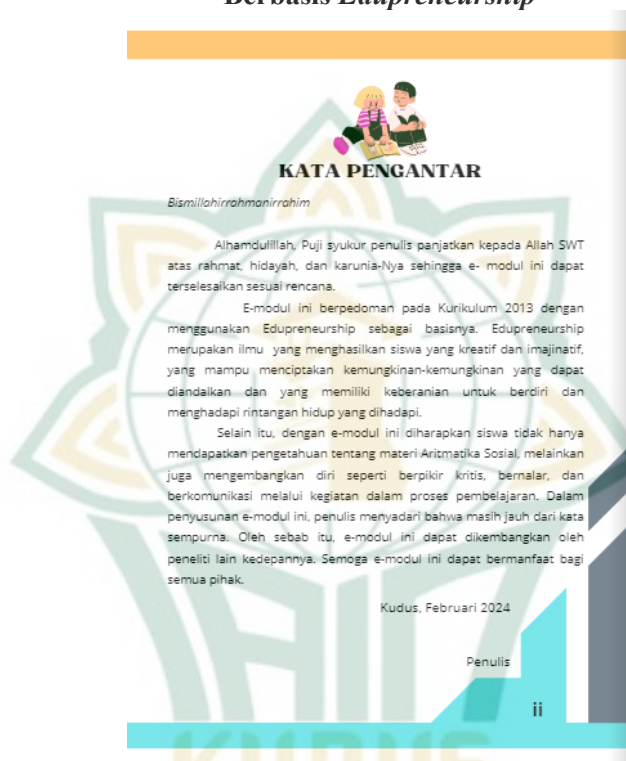 Berbasis Edupreneurship
KATA PENGANTAR
Bismillahirrahmanirrahim
Alhamdulillah, Puji syukur penulis panjatkan kepada Allah SWT
atas rahmat, hidayah, dan karunia-Nya sehingga e- modul ini dapat
terselesaikan sesuai rencana.
E-modul ini berpedoman pada Kurikulum 2013 dengan
menggunakan Edupreneurship sebagai basisnya. Edupreneurship
merupakan ilmu yang menghasilkan siswa yang kreatif dan imajinatif,
yang mampu menciptakan kemungkinan-kemungkinan yang dapat
diandalkan dan yang memiliki keberanian untuk berdiri dan
menghadapi rintangan hidup yang dihadapi.
Selain itu, dengan e-modul ini diharapkan siswa tidak hanya
mendapatkan pengetahuan tentang materi Aritmatika Sosial, melainkan
juga mengembangkan diri seperti berpikir kritis, bernalar, dan
berkomunikasi melalui kegiatan dalam proses pembelajaran. Dalam
penyusunan e-modul ini, penulis menyadari bahwa masih jauh dari kata
sempurna. Oleh sebab itu, e-modul ini dapat dikembangkan oleh
peneliti lain kedepannya. Semoga e-modul ini dapat bermanfaat bagi
semua pihak.
Kudus, Februari 2024
Penulis
ii
KUDUS